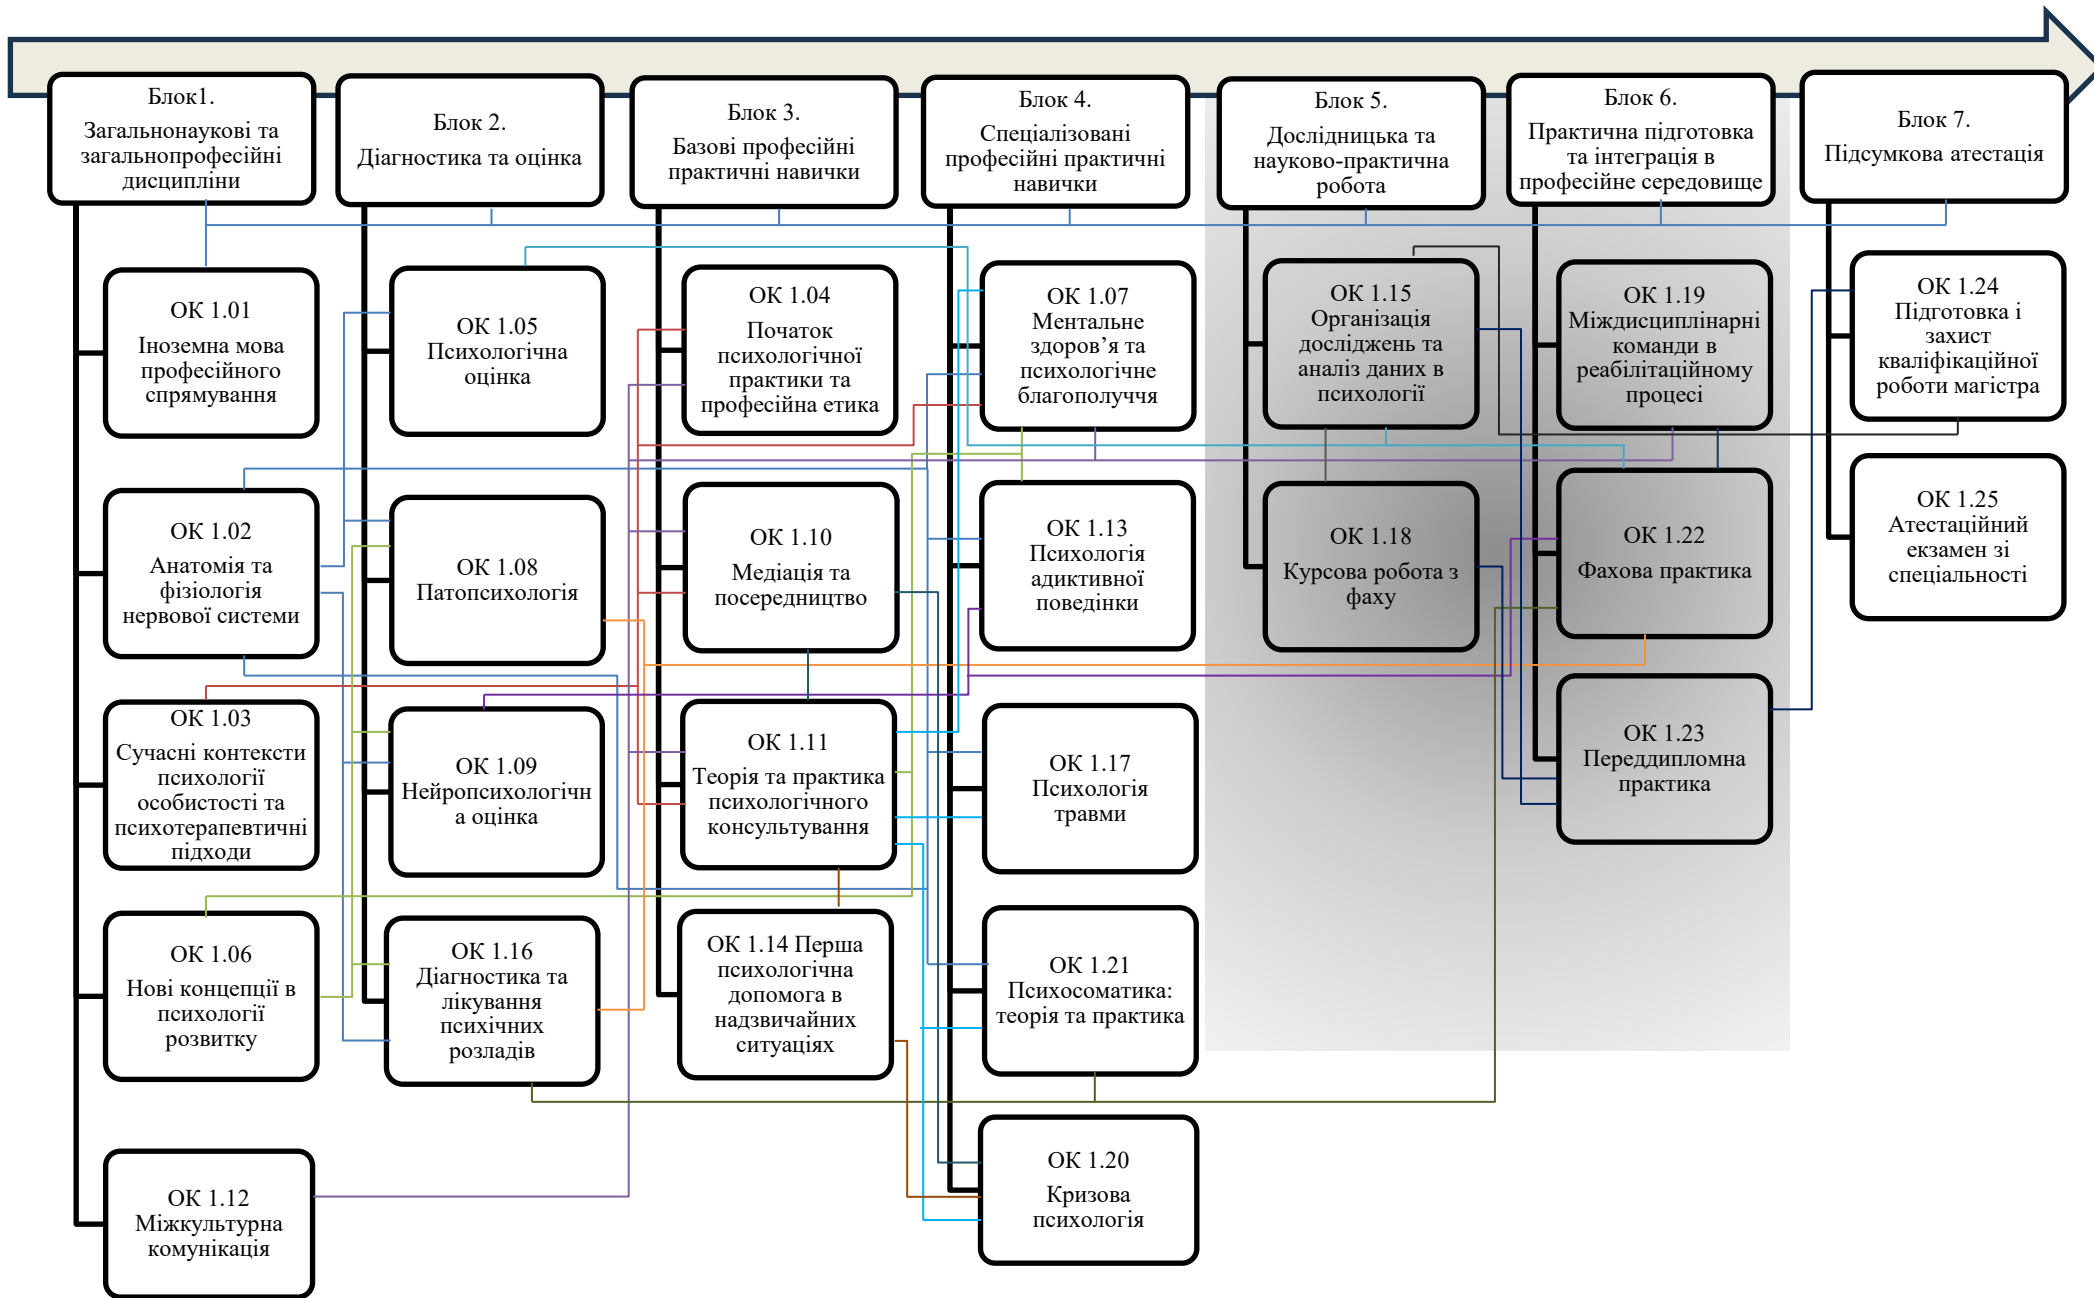 Блок1.
Загальнонаукові та
загальнопрофесійні
дисципліни
ОК 1.01
Іноземна мова
професійного
спрямування
ОК 1.02
Анатомія та
фізіологія
нервової системи
ОК 1.03
Сучасні контексти
психології
особистості та
психотерапевтичні
підходи
ОК 1.06
Нові концепції в
психології
розвитку
ОК 1.12
Міжкультурна
комунікація
Блок 2.
Діагностика та оцінка
ОК 1.05
Психологічна
оцінка
ОК 1.08
Патопсихологія
ОК 1.09
Нейропсихологічн
а оцінка
ОК 1.16
Діагностика та
лікування
психічних
розладів
Блок 3.
Базові професійні
практичні навички
ОК 1.04
Початок
психологічної
практики та
професійна етика
ОК 1.10
Медіація та
посередництво
ОК 1.11
Теорія та практика
психологічного
консультування
ОК 1.14 Перша
психологічна
допомога в
надзвичайних
ситуаціях
Блок 4.
Спеціалізовані
професійні практичні
навички
ОК 1.07
Ментальне
здоров’я та
психологічне
благополуччя
ОК 1.13
Психологія
адиктивної
поведінки
ОК 1.17
Психологія
травми
ОК 1.21
Психосоматика:
теорія та практика
ОК 1.20
Кризова
психологія
Блок 5.
Дослідницька та
науково-практична
робота
ОК 1.15
Організація
досліджень та
аналіз даних в
психології
ОК 1.18
Курсова робота з
фаху
Блок 6.
Практична підготовка
та інтеграція в
професійне середовище
ОК 1.19
Міждисциплінарні
команди в
реабілітаційному
процесі
ОК 1.22
Фахова практика
ОК 1.23
Переддипломна
практика
Блок 7.
Підсумкова атестація
ОК 1.24
Підготовка і
захист
кваліфікаційної
роботи магістра
ОК 1.25
Атестаційний
екзамен зі
спеціальності